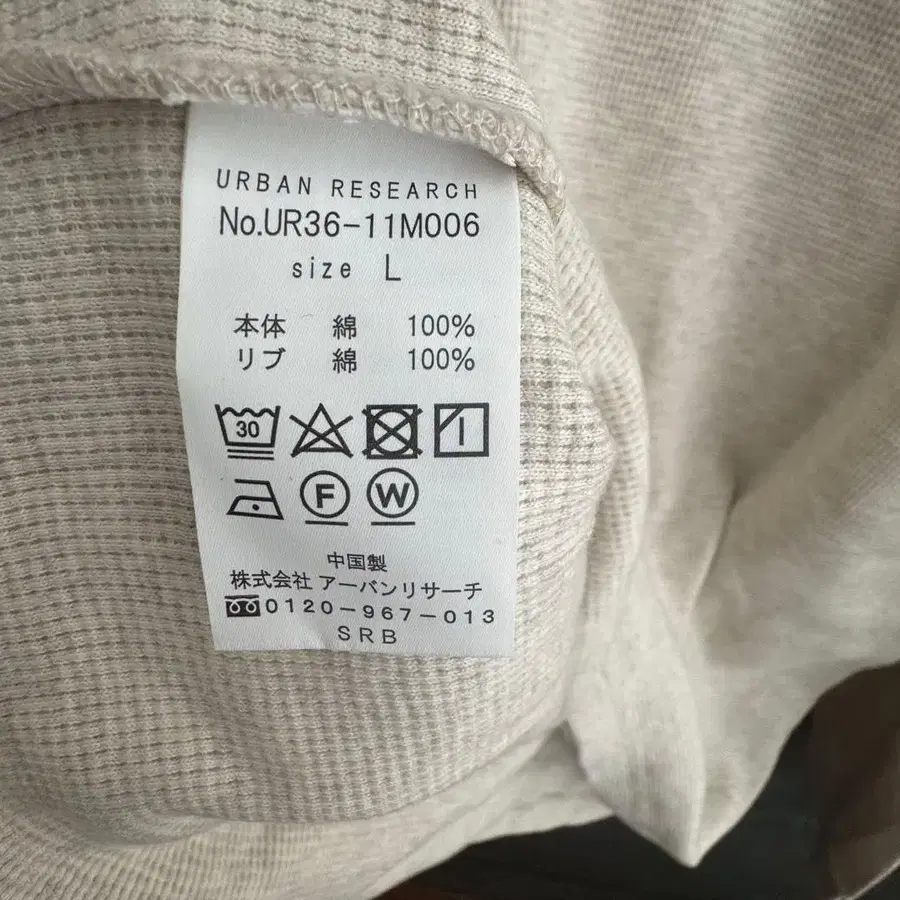 URBAN RESEARCH
No.UR36-11M006
size L
本体 綿 100%
リブ 綿 100%
30
F W
中国製
株式会社 アーバンリサーチ
0120-967-013
SRB